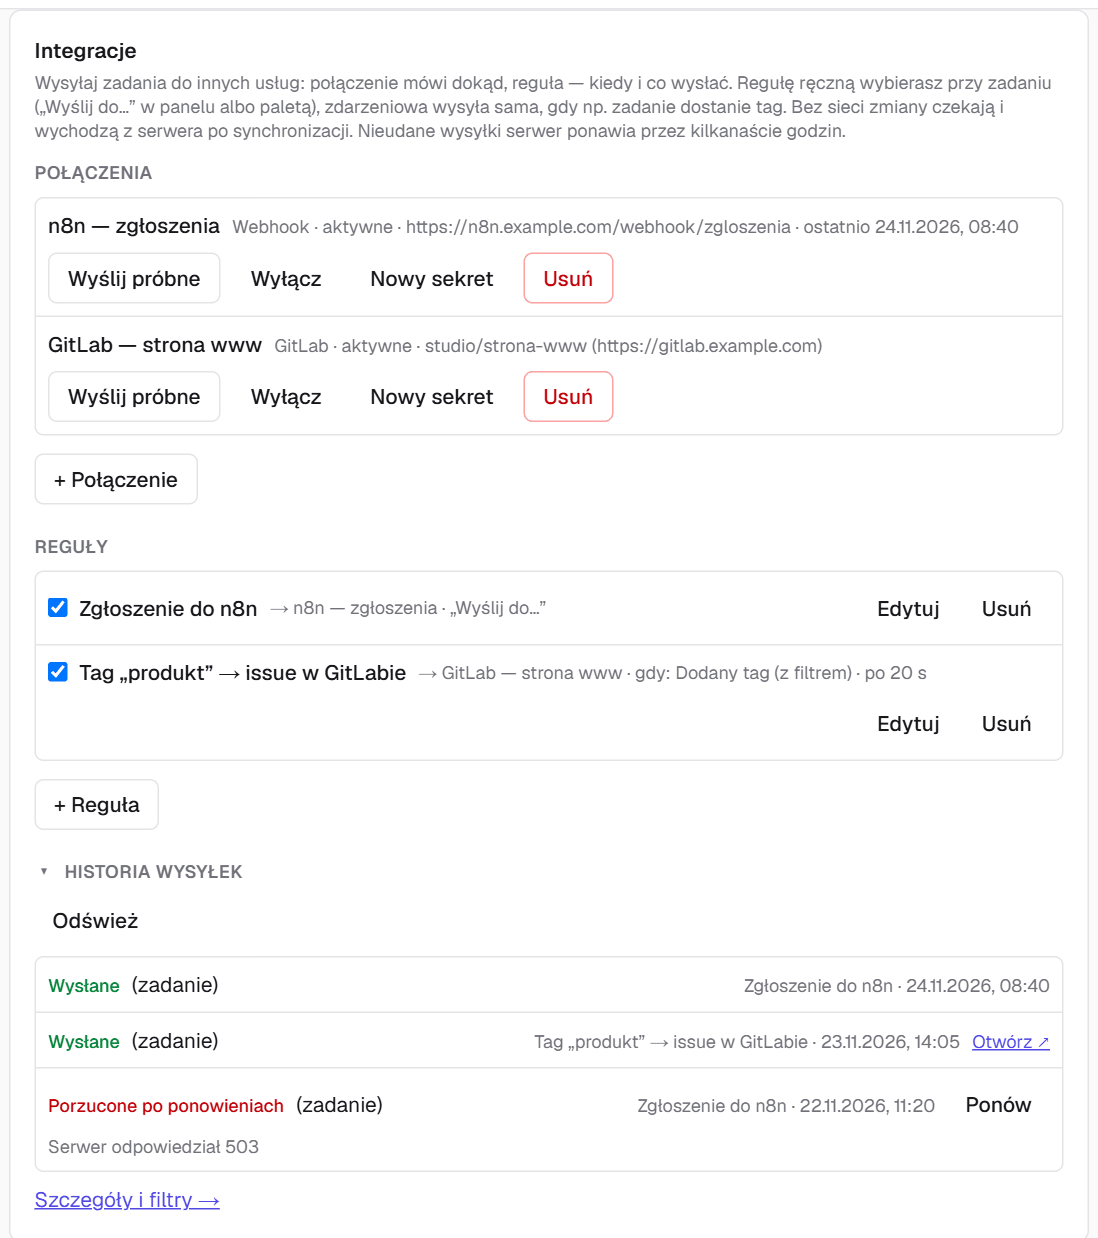 Integracje
Wysyłaj zadania do innych usług: połączenie mówi dokąd, reguła — kiedy i co wysłać. Regułę ręczną wybierasz przy zadaniu
(„Wyślij do…” w panelu albo paletą), zdarzeniowa wysyła sama, gdy np. zadanie dostanie tag. Bez sieci zmiany czekają i
wychodzą z serwera po synchronizacji. Nieudane wysyłki serwer ponawia przez kilkanaście godzin.
POŁĄCZENIA
n8n — zgłoszenia Webhook · aktywne · https://n8n.example.com/webhook/zgloszenia · ostatnio 24.11.2026, 08:40
Wyślij próbne Wyłącz Nowy sekret Usuń
GitLab — strona www GitLab · aktywne · studio/strona-www (https://gitlab.example.com)
Wyślij próbne Wyłącz Nowy sekret Usuń
+ Połączenie
REGUŁY
Zgłoszenie do n8n → n8n — zgłoszenia · „Wyślij do…” Edytuj Usuń
Tag „produkt” → issue w GitLabie → GitLab — strona www · gdy: Dodany tag (z filtrem) · po 20 s
Edytuj Usuń
+ Reguła
▾ HISTORIA WYSYŁEK
Odśwież
Wysłane (zadanie) Zgłoszenie do n8n · 24.11.2026, 08:40
Wysłane (zadanie) Tag „produkt” → issue w GitLabie · 23.11.2026, 14:05 Otwórz ↗
Porzucone po ponowieniach (zadanie) Zgłoszenie do n8n · 22.11.2026, 11:20 Ponów
Serwer odpowiedział 503
Szczegóły i filtry →